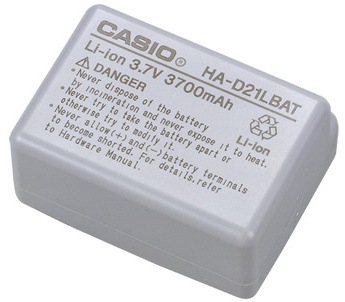 CASIO® HA-D21LBAT
Li-ion 3.7V 3700mAh
⚠ DANGER
*Never dispose of the battery
by incineration and never expose it to heat.
*Never try to take the battery apart or
otherwise try to modify it.
*Never allow(+) and(-)battery terminals
to become shorted. For details,refer
to Hardware Manual.
Li-ion